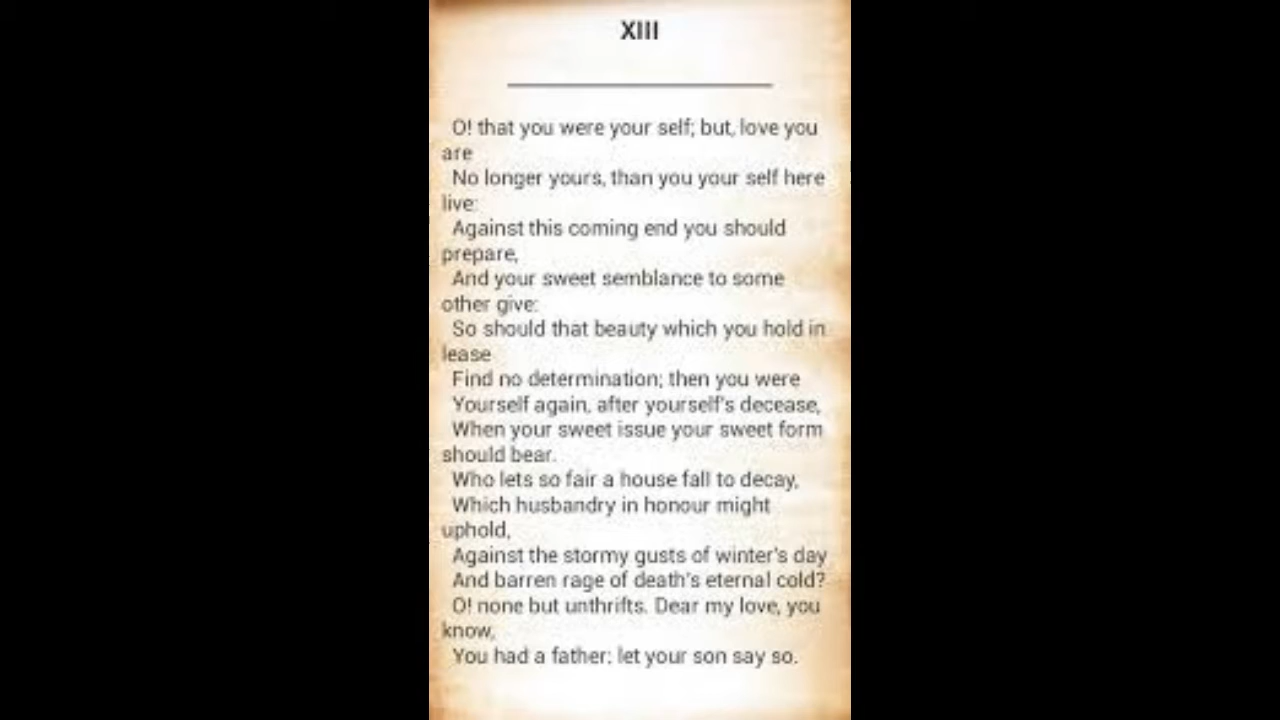 XIII
O! that you were your self; but, love you
are
No longer yours, than you your self here
live:
Against this coming end you should
prepare,
And your sweet semblance to some
other give:
So should that beauty which you hold in
lease
Find no determination; then you were
Yourself again, after yourself's decease,
When your sweet issue your sweet form
should bear.
Who lets so fair a house fall to decay,
Which husbandry in honour might
uphold,
Against the stormy gusts of winter's day
And barren rage of death's eternal cold?
O! none but unthrifts. Dear my love, you
know,
You had a father: let your son say so.